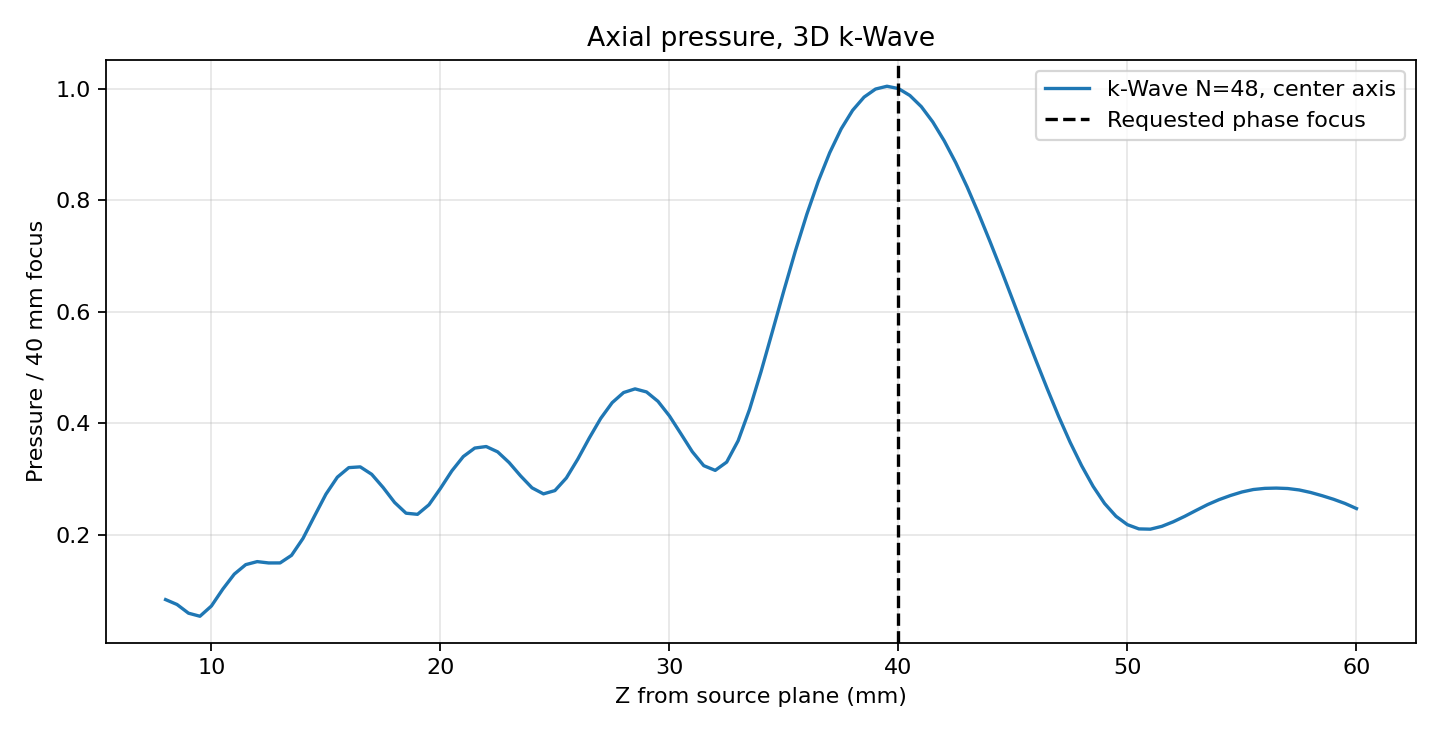 Axial pressure, 3D k-Wave
k-Wave N=48, center axis
Requested phase focus
Pressure / 40 mm focus
1.0
0.8
0.6
0.4
0.2
10 20 30 40 50 60
Z from source plane (mm)